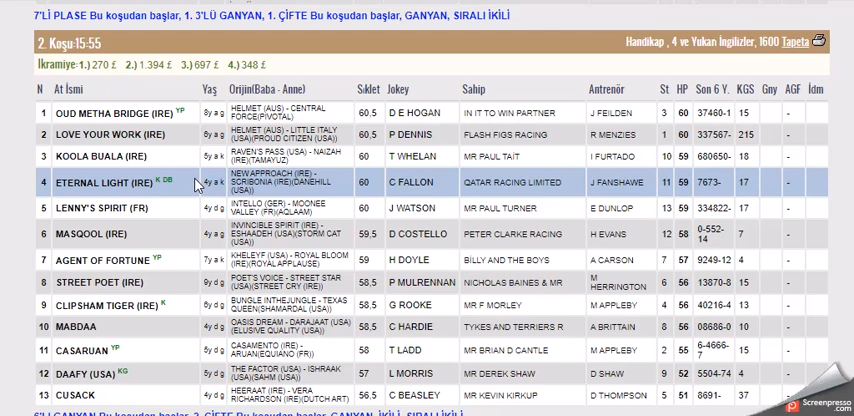 7'Lİ PLASE Bu koşudan başlar, 1. 3'LÜ GANYAN, 1. ÇİFTE Bu koşudan başlar, GANYAN, SIRALI İKİLİ
2. Koşu:15:55 Handikap , 4 ve Yukarı İngilizler, 1600 Tapeta
İkramiye:1.) 270 £ 2.) 1.394 £ 3.) 697 £ 4.) 348 £
N At İsmi Yaş Orijin(Baba - Anne) Sıklet Jokey Sahip Antrenör St HP Son 6 Y. KGS Gny AGF İdm
1 OUD METHA BRIDGE (IRE) YP 8y a g HELMET (AUS) - CENTRAL FORCE(PIVOTAL) 60,5 D E HOGAN IN IT TO WIN PARTNER J FEILDEN 3 60 37460-1 15 -
2 LOVE YOUR WORK (IRE) 6y a g HELMET (AUS) - LITTLE ITALY (USA)(PROUD CITIZEN (USA)) 60,5 P DENNIS FLASH FIGS RACING R MENZIES 1 60 337567- 215 -
3 KOOLA BUALA (IRE) 5y a k RAVEN'S PASS (USA) - NAIZAH (IRE)(TAMAYUZ) 60 T WHELAN MR PAUL TAİT I FURTADO 10 59 680650- 18 -
4 ETERNAL LIGHT (IRE) K DB 4y a k NEW APPROACH (IRE) - SCRIBONIA (IRE)(DANEHILL (USA)) 60 C FALLON QATAR RACING LIMITED J FANSHAWE 11 59 7673- 17 -
5 LENNY'S SPIRIT (FR) 4y d g INTELLO (GER) - MOONEE VALLEY (FR)(AQLAAM) 60 J WATSON MR PAUL TURNER E DUNLOP 13 59 334822- 17 -
6 MASQOOL (IRE) 4y a g INVINCIBLE SPIRIT (IRE) - ESHAADEH (USA)(STORM CAT (USA)) 59,5 D COSTELLO PETER CLARKE RACING H EVANS 12 58 0-552-14 7 -
7 AGENT OF FORTUNE YP 7y a k KHELEYF (USA) - ROYAL BLOOM (IRE)(ROYAL APPLAUSE) 59 H DOYLE BİLLY AND THE BOYS A CARSON 7 57 9249-12 4 -
8 STREET POET (IRE) 9y d g POET'S VOICE - STREET STAR (USA)(STREET CRY (IRE)) 58,5 P MULRENNAN NICHOLAS BAINES & MR M HERRINGTON 6 56 13870-8 15 -
9 CLIPSHAM TIGER (IRE) K 6y d g BUNGLE INTHEJUNGLE - TEXAS QUEEN(SHAMARDAL (USA)) 58,5 G ROOKE MR F MORLEY M APPLEBY 4 56 40216-4 13 -
10 MABDAA 4y d g OASIS DREAM - DARAJAAT (USA)(ELUSIVE QUALITY (USA)) 58,5 C HARDIE TYKES AND TERRIERS R A BRITTAIN 8 56 08686-0 10 -
11 CASARUAN YP 5y d g CASAMENTO (IRE) - ARUAN(EQUIANO (FR)) 58 T LADD MR BRIAN D CANTLE M APPLEBY 2 55 6-4666-7 15 -
12 DAAFY (USA) KG 5y d g THE FACTOR (USA) - ISHRAAK (USA)(SAHM (USA)) 57 L MORRIS MR DEREK SHAW D SHAW 9 52 5504-74 4 -
13 CUSACK 4y d g HEERAAT (IRE) - VERA RICHARDSON (IRE)(DUTCH ART) 56,5 C BEASLEY MR KEVIN KIRKUP D THOMPSON 5 51 8691- 37 -
Screenpresso
.com